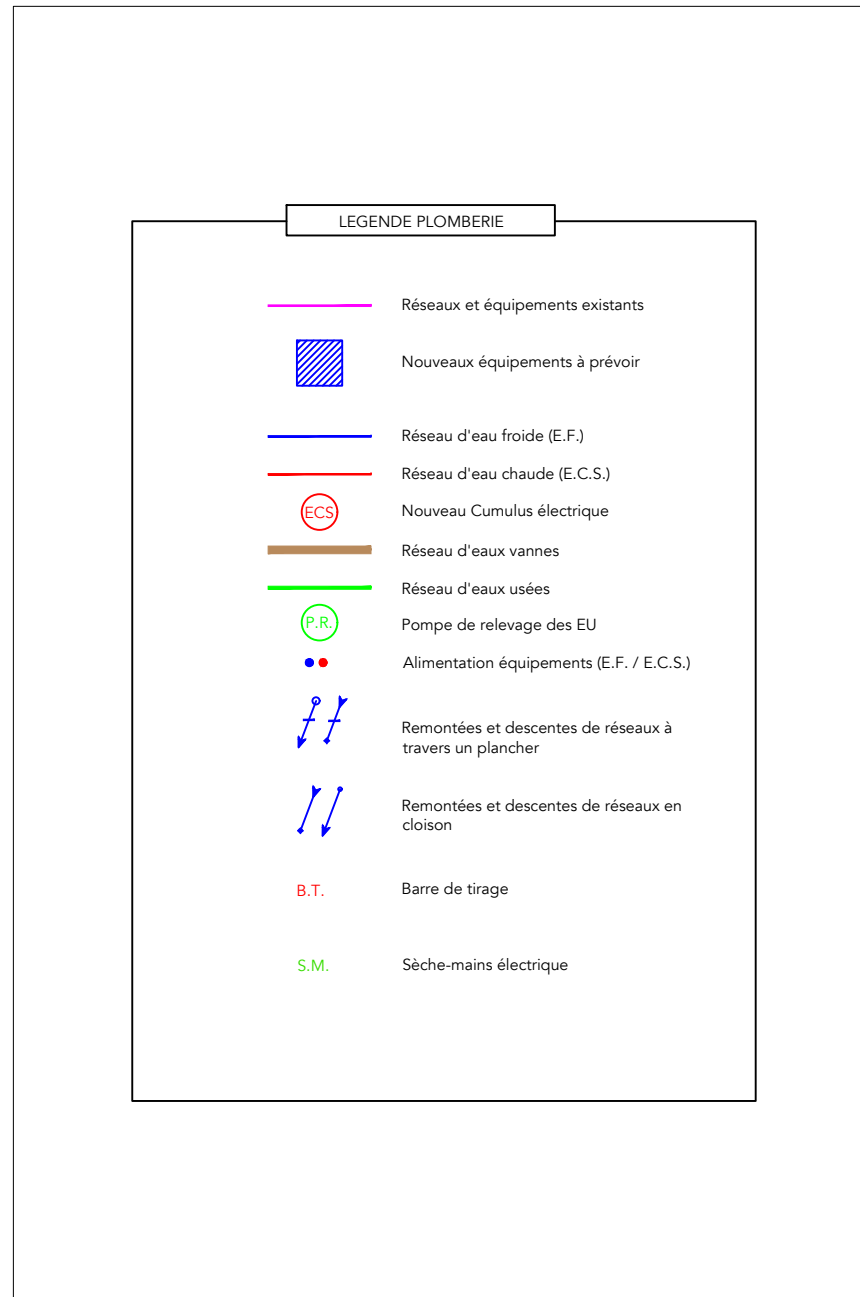 LEGENDE PLOMBERIE
Réseaux et équipements existants
Nouveaux équipements à prévoir
Réseau d'eau froide (E.F.)
Réseau d'eau chaude (E.C.S.)
ECS Nouveau Cumulus électrique
Réseau d'eaux vannes
Réseau d'eaux usées
P.R. Pompe de relevage des EU
Alimentation équipements (E.F. / E.C.S.)
Remontées et descentes de réseaux à
travers un plancher
Remontées et descentes de réseaux en
cloison
B.T. Barre de tirage
S.M. Sèche-mains électrique